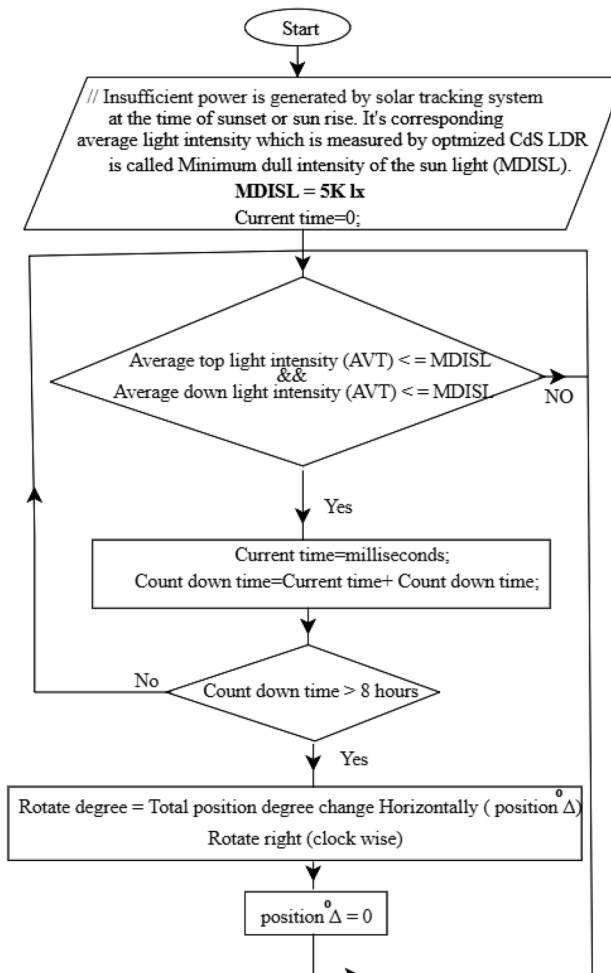 Start
// Insufficient power is generated by solar tracking system
at the time of sunset or sun rise. It's corresponding
average light intensity which is measured by optmized CdS LDR
is called Minimum dull intensity of the sun light (MDISL).
MDISL = 5K lx
Current time=0;
Average top light intensity (AVT) < = MDISL
&&
Average down light intensity (AVT) < = MDISL
NO
Yes
Current time=milliseconds;
Count down time=Current time+ Count down time;
No
Count down time > 8 hours
Yes
Rotate degree = Total position degree change Horizontally ( position° Δ)
Rotate right (clock wise)
position° Δ = 0